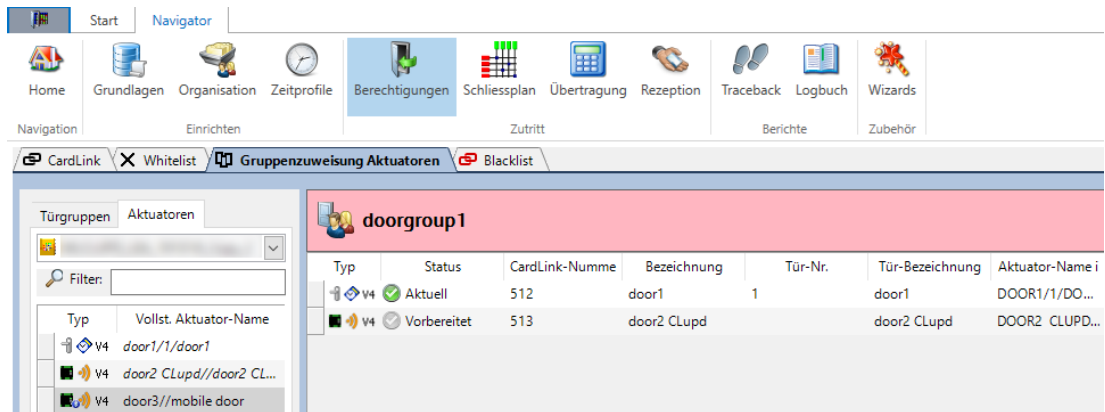 Start Navigator
Home Grundlagen Organisation Zeitprofile Berechtigungen Schliessplan Übertragung Rezeption Traceback Logbuch Wizards
Navigation Einrichten Zutritt Berichte Zubehör
CardLink Whitelist Gruppenzuweisung Aktuatoren Blacklist
Türgruppen Aktuatoren
Filter:
Typ Vollst. Aktuator-Name
V4 door1/1/door1
V4 door2 CLupd//door2 CL...
V4 door3//mobile door
doorgroup1
Typ Status CardLink-Numme Bezeichnung Tür-Nr. Tür-Bezeichnung Aktuator-Name i
V4 Aktuell 512 door1 1 door1 DOOR1/1/DO...
V4 Vorbereitet 513 door2 CLupd door2 CLupd DOOR2 CLUPD...